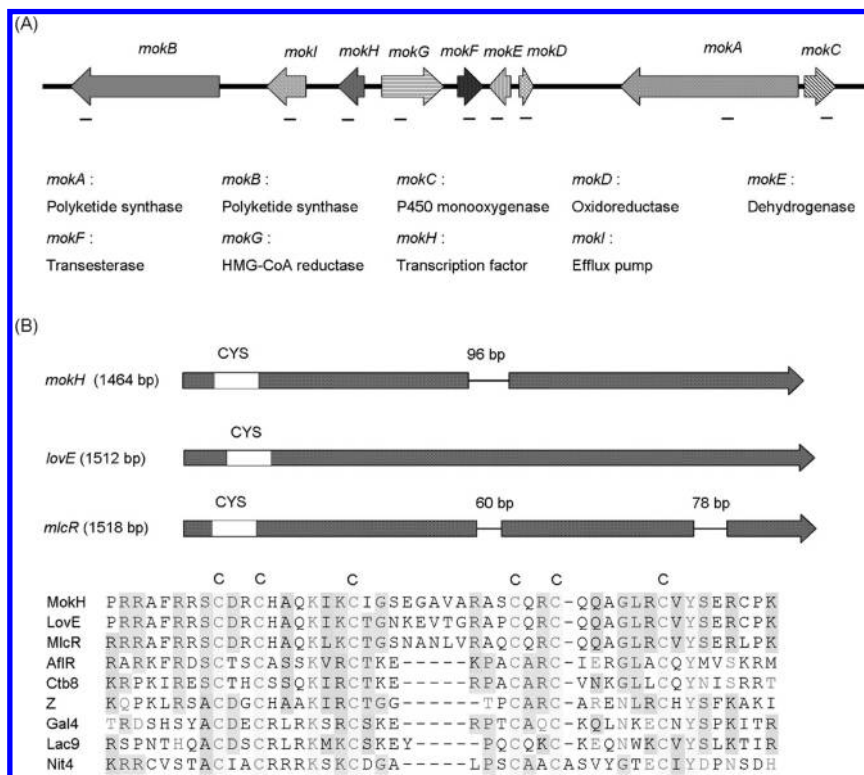 (A)
mokB mokI mokH mokG mokF mokE mokD mokA mokC
mokA : mokB : mokC : mokD : mokE :
Polyketide synthase Polyketide synthase P450 monooxygenase Oxidoreductase Dehydrogenase
mokF : mokG : mokH : mokI :
Transesterase HMG-CoA reductase Transcription factor Efflux pump
(B)
CYS 96 bp
mokH (1464 bp)
CYS
lovE (1512 bp)
CYS 60 bp 78 bp
mlcR (1518 bp)
C C C C C C
MokH PRRAFRRSCDRCHAQKIKCIGSEGAVARASCQRC-QQAGLRCVYSERCPK
LovE PRRAFRRSCDRCHAQKIKCTGNKEVTGRAPCQRC-QQAGLRCVYSERCPK
MlcR RRRAFRRSCDRCHAQKLKCTGSNANLVRAQCQRC-QQAGLRCVYSERLPK
AflR RARKFRDSCTSCASSKVRCTKE-----KPACARC-IERGLACQYMVSKRM
Ctb8 KRPKIRESCTHCSSQKIRCTKE-----RPACARC-VNKGLLCQYNISRRT
Z KQPKLRSACDGCHAAKIRCTGG-----TPCARC-ARENLRCHYSFKAKI
Gal4 TRDSHSYACDECRLRKSRCSKE-----RPTCAQC-KQLNKECNYSPKITR
Lac9 RSPNTHQACDSCRLRKMKCSKEY-----PQCQKC-KEQNWKCVYSLKTIR
Nit4 KRRCVSTACIACRRRKSKCDGA-----LPSCAACASVYGTECIYDPNSDH